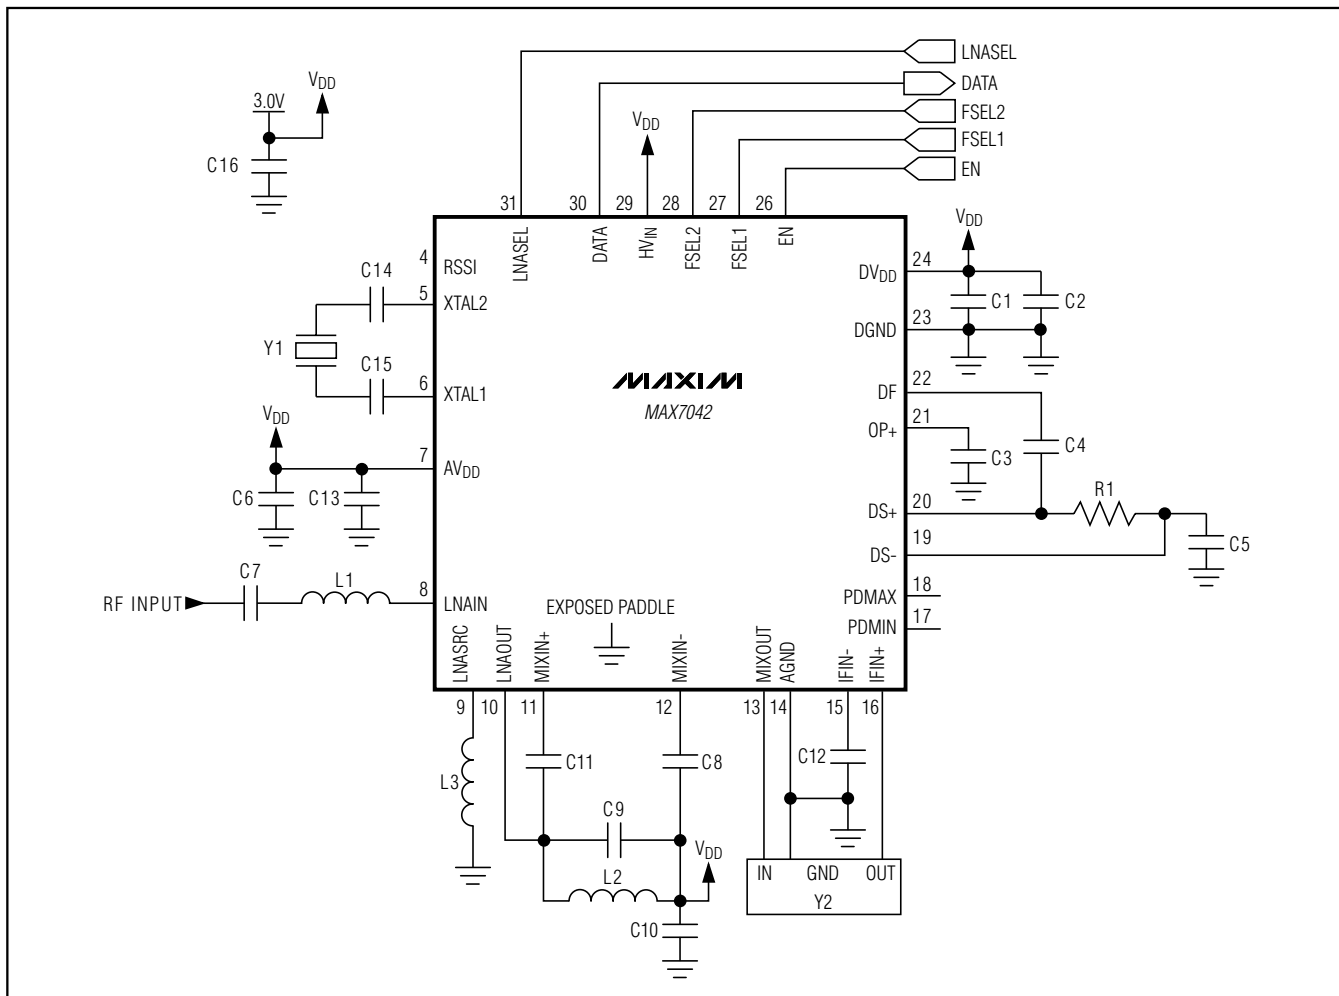 LNASEL
DATA
FSEL2
FSEL1
EN
3.0V
VDD
C16
VDD
31
30
29
28
27
26
LNASEL
DATA
HVIN
FSEL2
FSEL1
EN
4
RSSI
C14
5
XTAL2
Y1
C15
6
XTAL1
VDD
7
AVDD
C6
C13
C7
L1
8
RF INPUT
LNAIN
MAXIM
MAX7042
EXPOSED PADDLE
VDD
DVDD
24
C1
C2
DGND
23
DF
22
OP+
21
C3
C4
R1
DS+
20
DS-
19
C5
PDMAX
18
PDMIN
17
LNASRC
LNAOUT
MIXIN+
MIXIN-
MIXOUT
AGND
IFIN-
IFIN+
9
10
11
12
13
14
15
16
L3
C11
C8
C12
C9
VDD
L2
C10
IN
GND
OUT
Y2